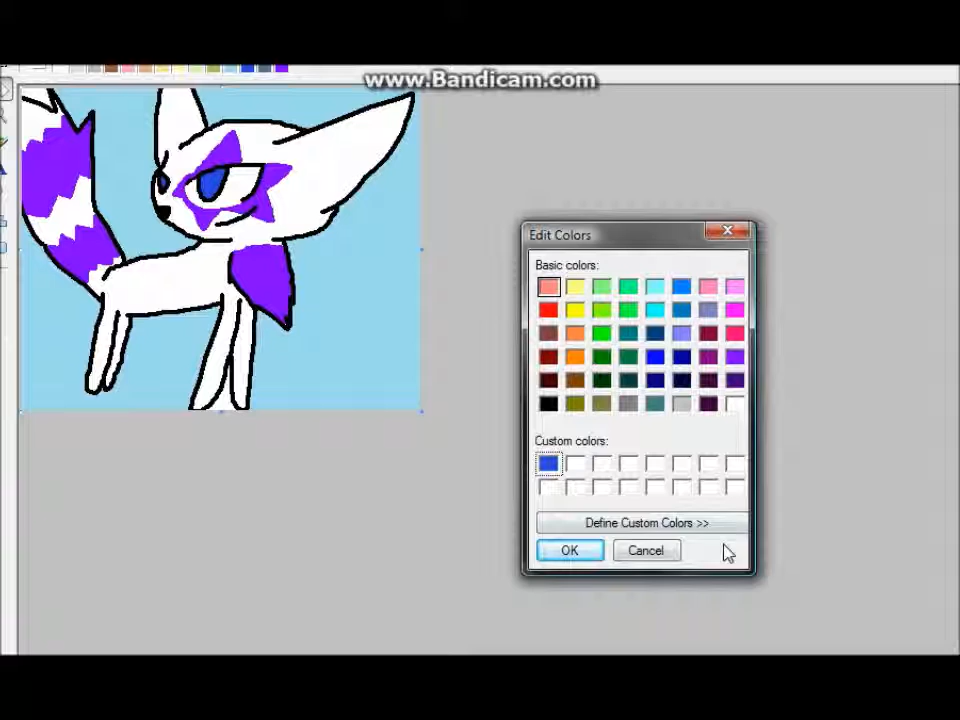 www.Bandicam.com
Edit Colors
Basic colors:
Custom colors:
Define Custom Colors >>
OK
Cancel